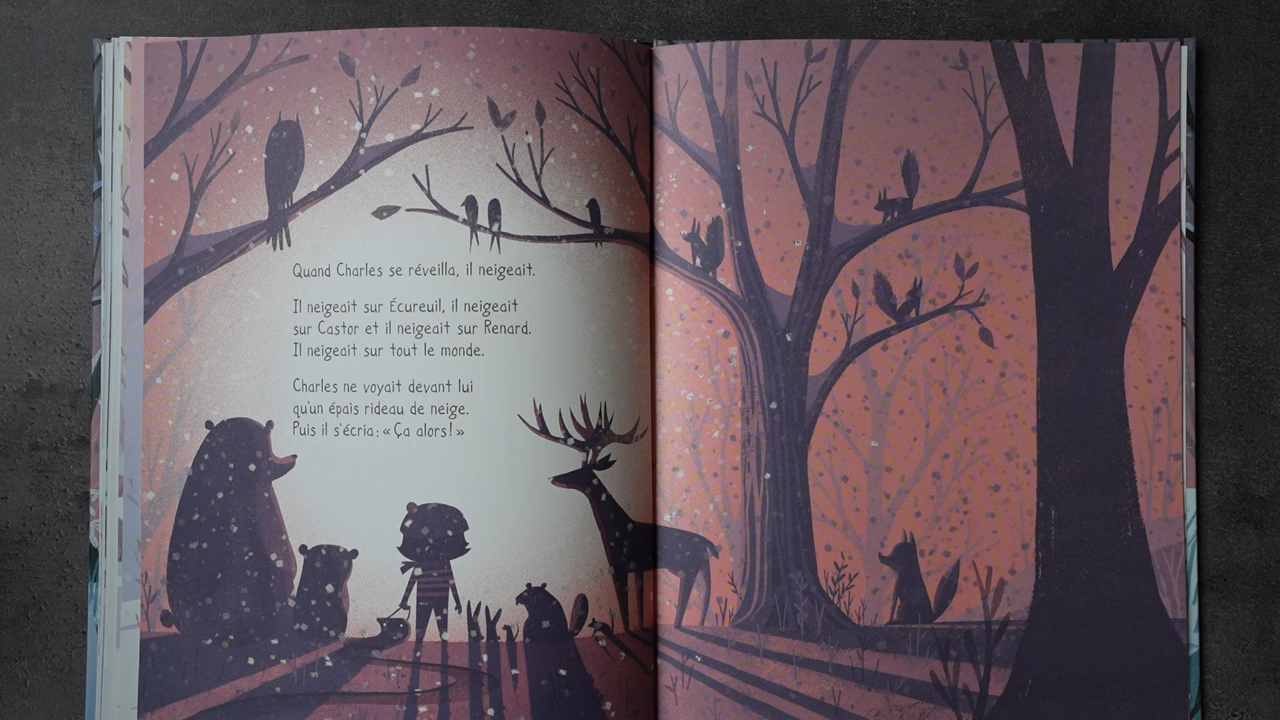 Quand Charles se réveilla, il neigeait.
Il neigeait sur Écureuil, il neigeait
sur Castor et il neigeait sur Renard.
Il neigeait sur tout le monde.
Charles ne voyait devant lui
qu'un épais rideau de neige.
Puis il s'écria : « Ça alors ! »